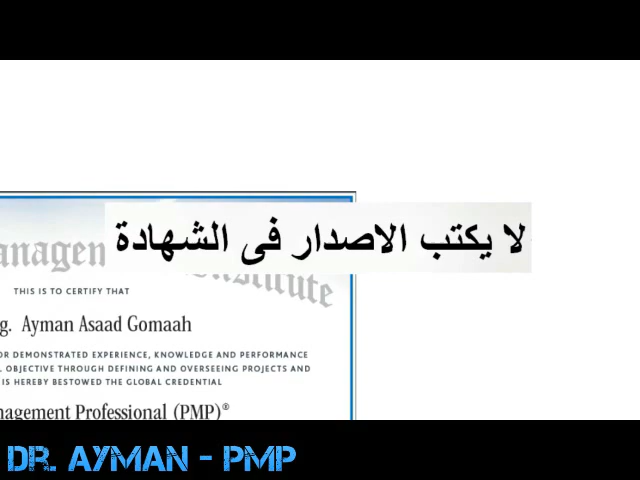 لا يكتب الاصدار فى الشهادة
THIS IS TO CERTIFY THAT
Ayman Asaad Gomaah
DEMONSTRATED EXPERIENCE, KNOWLEDGE AND PERFORMANCE
OBJECTIVE THROUGH DEFINING AND OVERSEEING PROJECTS AND
IS HEREBY BESTOWED THE GLOBAL CREDENTIAL
Professional (PMP)®
DR. AYMAN - PMP